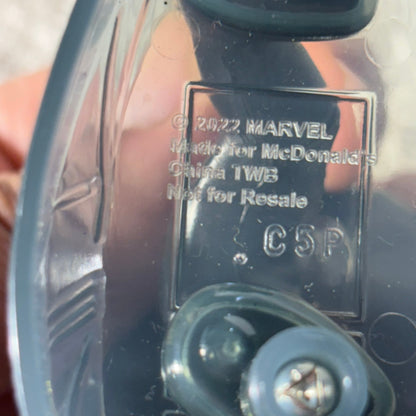 © 2022 MARVEL
Made for McDonald's
China TWB
Not for Resale
C5P